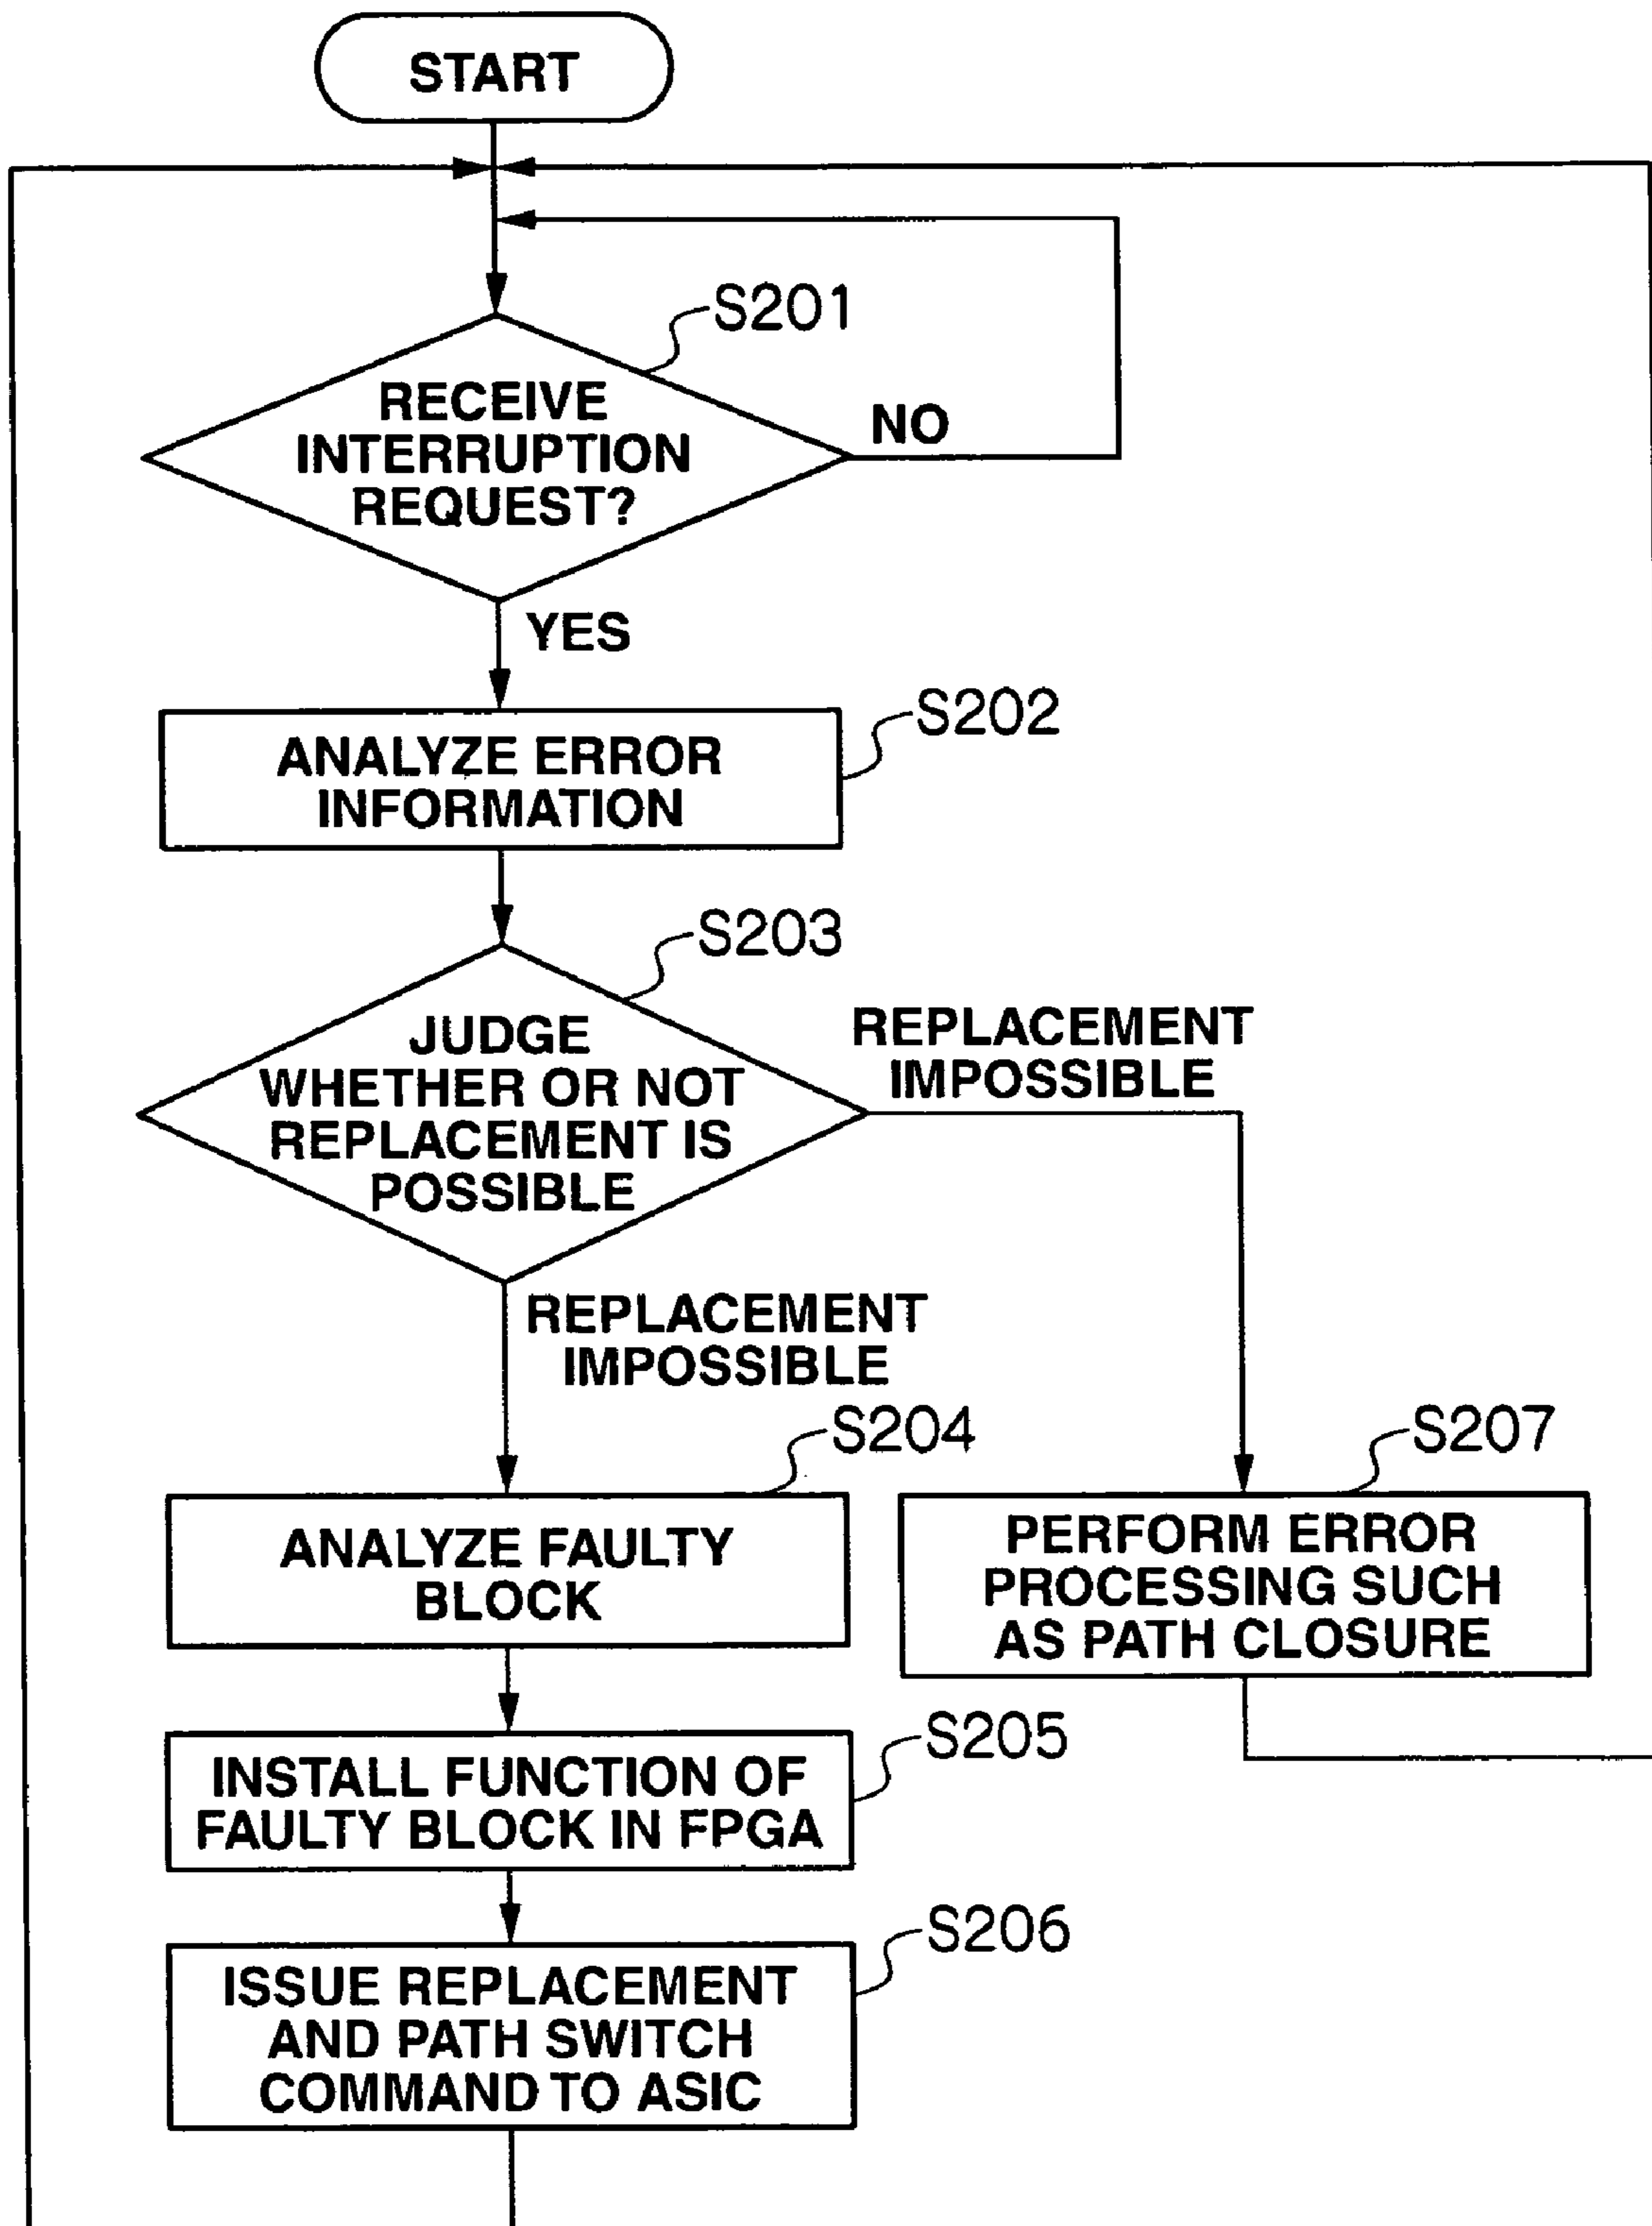 START
S201
RECEIVE
INTERRUPTION
REQUEST?
NO
YES
S202
ANALYZE ERROR
INFORMATION
S203
JUDGE
WHETHER OR NOT
REPLACEMENT IS
POSSIBLE
REPLACEMENT
IMPOSSIBLE
REPLACEMENT
IMPOSSIBLE
S204
ANALYZE FAULTY
BLOCK
S207
PERFORM ERROR
PROCESSING SUCH
AS PATH CLOSURE
S205
INSTALL FUNCTION OF
FAULTY BLOCK IN FPGA
S206
ISSUE REPLACEMENT
AND PATH SWITCH
COMMAND TO ASIC